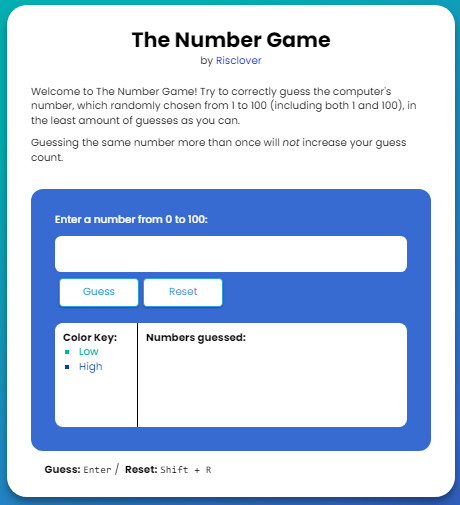 The Number Game
by Risclover
Welcome to The Number Game! Try to correctly guess the computer's
number, which randomly chosen from 1 to 100 (including both 1 and 100), in
the least amount of guesses as you can.
Guessing the same number more than once will not increase your guess
count.
Enter a number from 0 to 100:
Guess
Reset
Color Key:
Low
High
Numbers guessed:
Guess: Enter / Reset: Shift + R